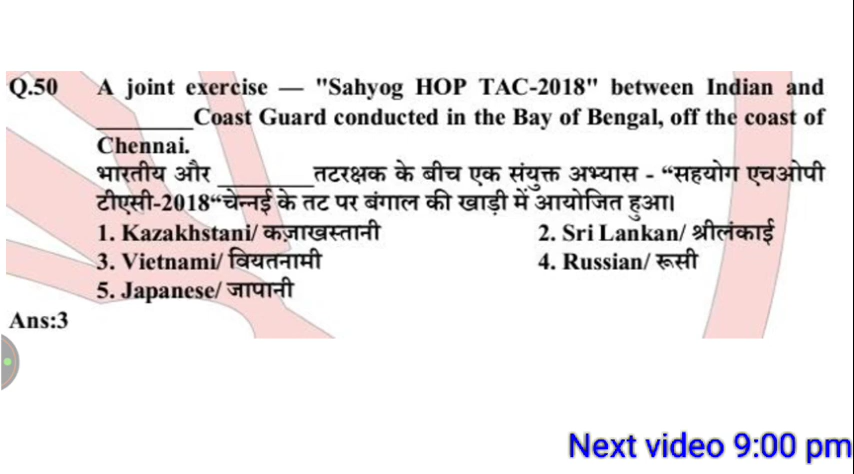 Q.50 A joint exercise — "Sahyog HOP TAC-2018" between Indian and
________Coast Guard conducted in the Bay of Bengal, off the coast of
Chennai.
भारतीय और ________तटरक्षक के बीच एक संयुक्त अभ्यास - “सहयोग एचओपी
टीएसी-2018“चेन्नई के तट पर बंगाल की खाड़ी में आयोजित हुआ।
1. Kazakhstani/ कज़ाखस्तानी 2. Sri Lankan/ श्रीलंकाई
3. Vietnami/ वियतनामी 4. Russian/ रूसी
5. Japanese/ जापानी
Ans:3
Next video 9:00 pm